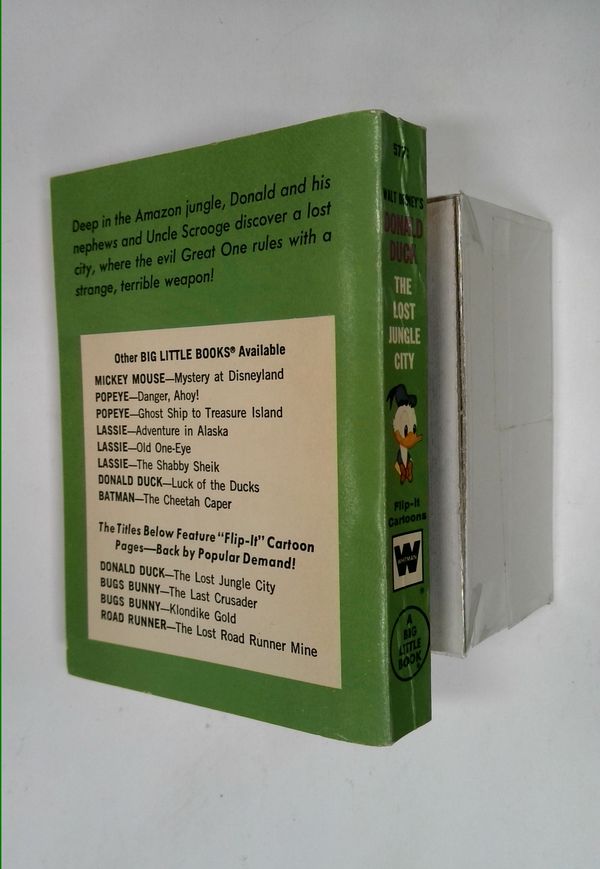 Deep in the Amazon jungle, Donald and his
nephews and Uncle Scrooge discover a lost
city, where the evil Great One rules with a
strange, terrible weapon!
Other BIG LITTLE BOOKS® Available
MICKEY MOUSE—Mystery at Disneyland
POPEYE—Danger, Ahoy!
POPEYE—Ghost Ship to Treasure Island
LASSIE—Adventure in Alaska
LASSIE—Old One-Eye
LASSIE—The Shabby Sheik
DONALD DUCK—Luck of the Ducks
BATMAN—The Cheetah Caper
The Titles Below Feature "Flip-It" Cartoon
Pages—Back by Popular Demand!
DONALD DUCK—The Lost Jungle City
BUGS BUNNY—The Last Crusader
BUGS BUNNY—Klondike Gold
ROAD RUNNER—The Lost Road Runner Mine
WALT DISNEY'S
DONALD
DUCK
THE
LOST
JUNGLE
CITY
Flip-It
Cartoons
W
WHITMAN
®
A
BIG
LITTLE
BOOK